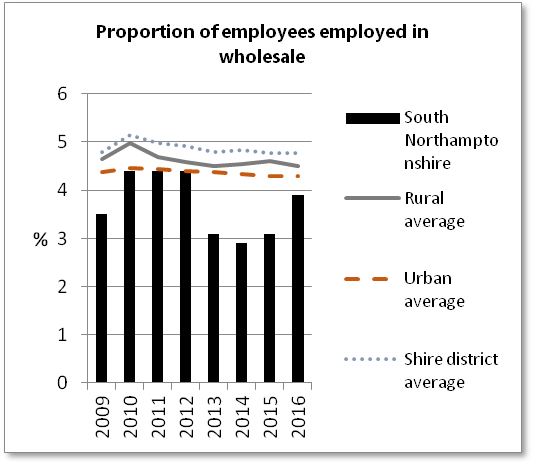 Proportion of employees employed in
wholesale
6
5
4
3
2
1
0
%
2009
2010
2011
2012
2013
2014
2015
2016
South
Northampto
nshire
Rural
average
Urban
average
Shire district
average